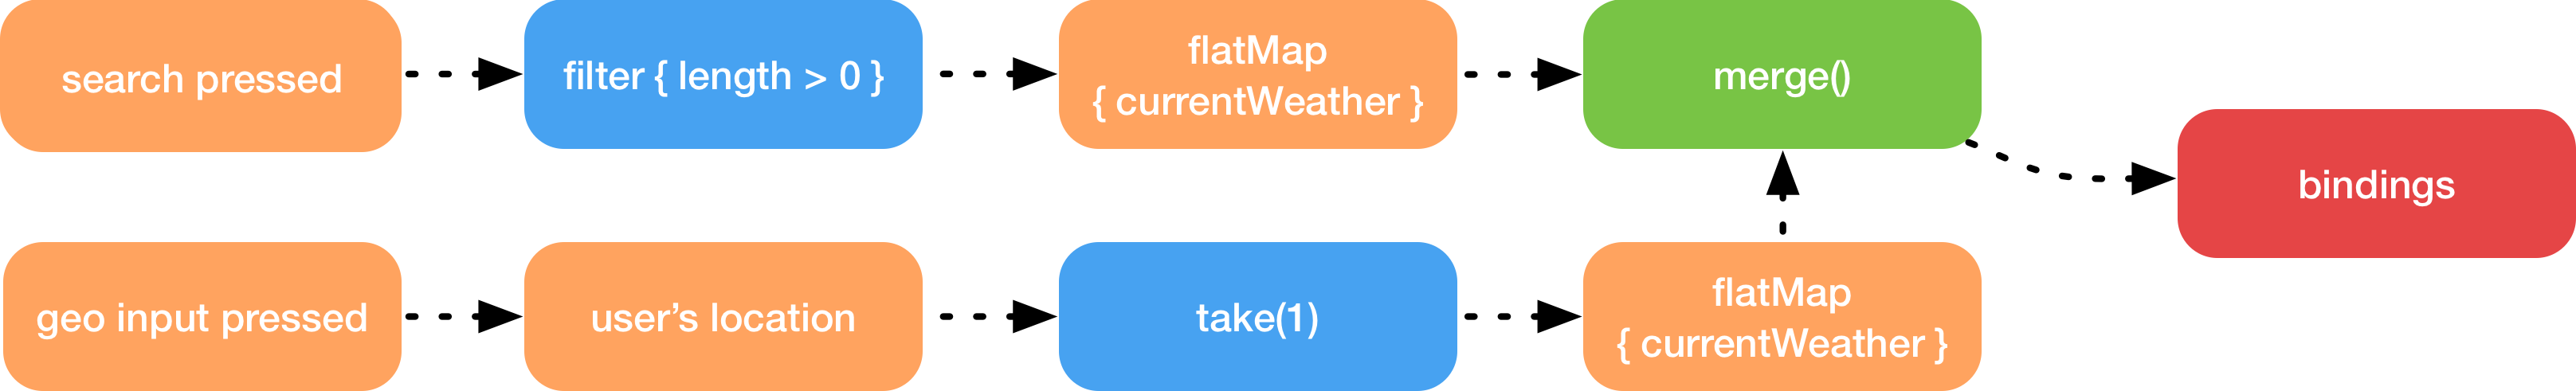 search pressed
filter { length > 0 }
flatMap
{ currentWeather }
merge()
bindings
geo input pressed
user’s location
take(1)
flatMap
{ currentWeather }